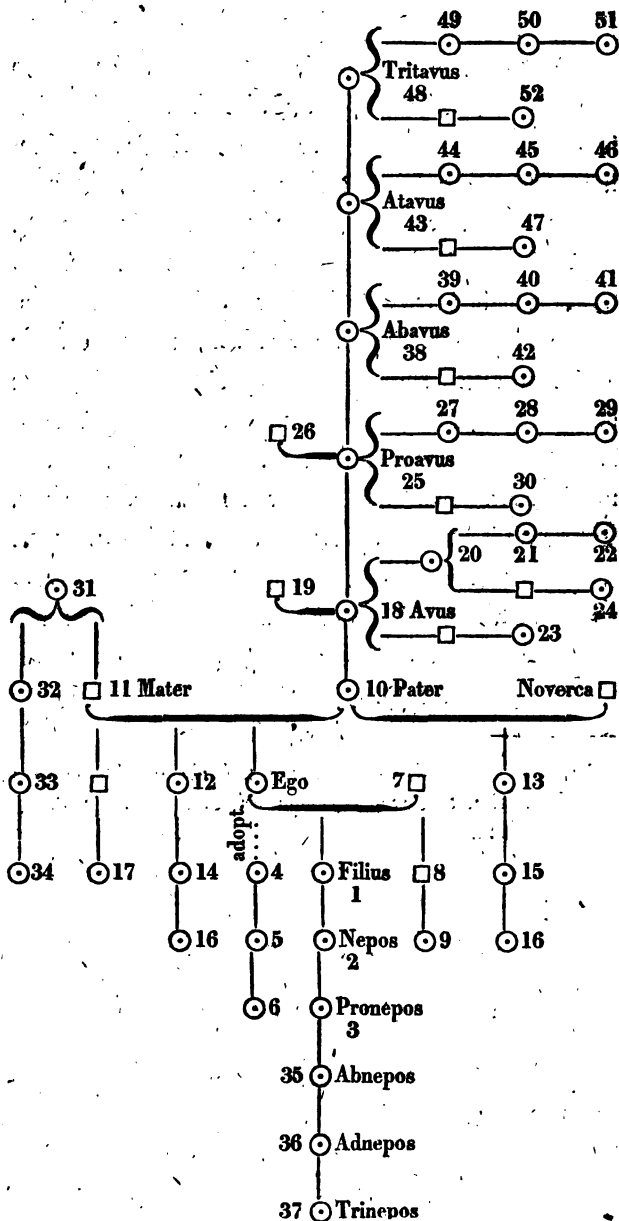 49 50 51
Tritavus
48 52
44 45 46
Atavus
43 47
39 40 41
Abavus
38 42
27 28 29
26
Proavus
25 30
20 21 22
31 19
18 Avus 24
23
32 11 Mater 10 Pater Noverca
33 12 Ego 7 13
adopt.
34 17 14 4 Filius 8 15
1
16 5 Nepos 9 16
2
6 Pronepos
3
35 Abnepos
36 Adnepos
37 Trinepos